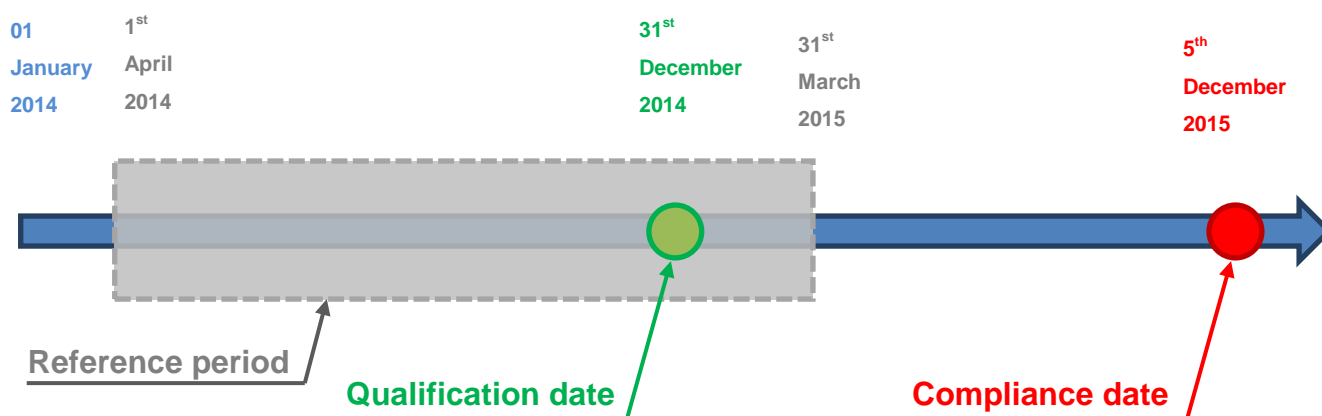 01
January
2014
1st
April
2014
31st
December
2014
31st
March
2015
5th
December
2015
Reference period
Qualification date
Compliance date